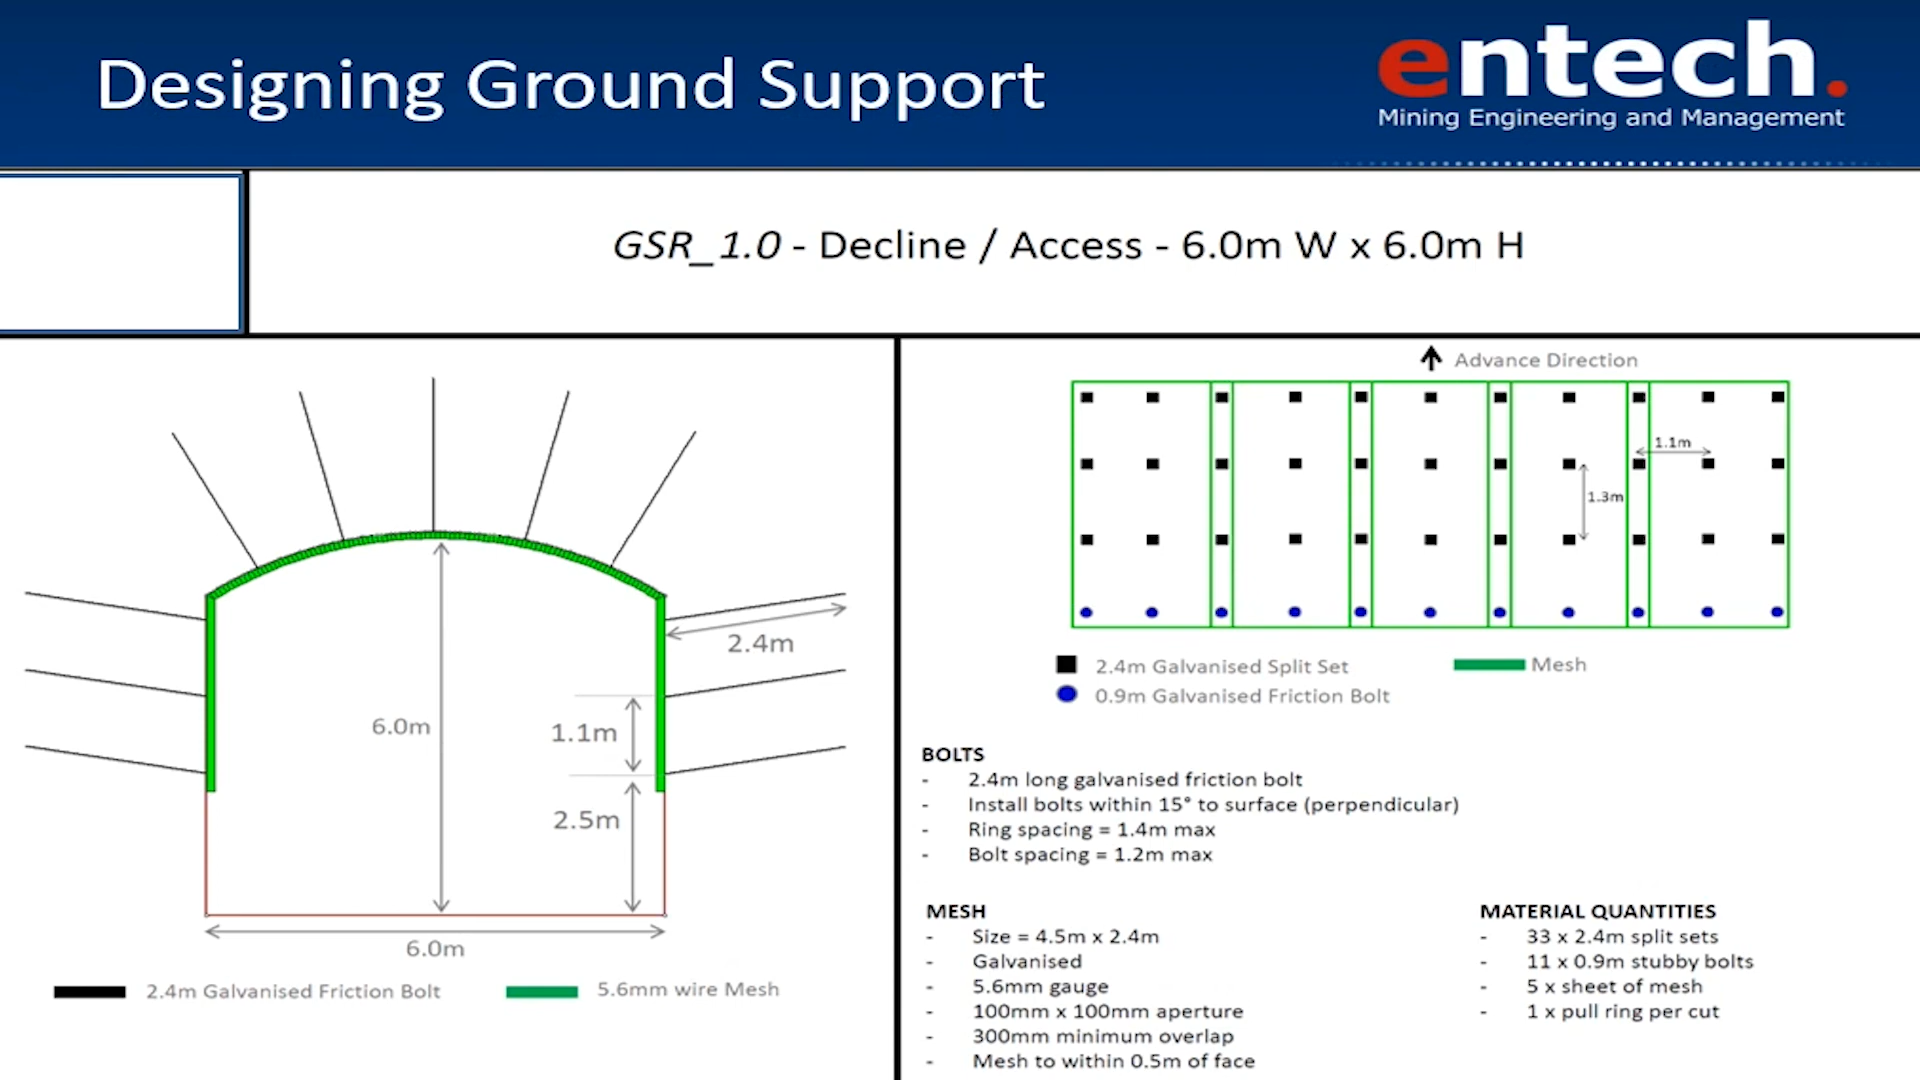 Designing Ground Support
entech.
Mining Engineering and Management
GSR_1.0 - Decline / Access - 6.0m W x 6.0m H
2.4m
6.0m
1.1m
2.5m
6.0m
2.4m Galvanised Friction Bolt
5.6mm wire Mesh
Advance Direction
1.1m
1.3m
2.4m Galvanised Split Set
Mesh
0.9m Galvanised Friction Bolt
BOLTS
- 2.4m long galvanised friction bolt
- Install bolts within 15° to surface (perpendicular)
- Ring spacing = 1.4m max
- Bolt spacing = 1.2m max
MESH
- Size = 4.5m x 2.4m
- Galvanised
- 5.6mm gauge
- 100mm x 100mm aperture
- 300mm minimum overlap
- Mesh to within 0.5m of face
MATERIAL QUANTITIES
- 33 x 2.4m split sets
- 11 x 0.9m stubby bolts
- 5 x sheet of mesh
- 1 x pull ring per cut